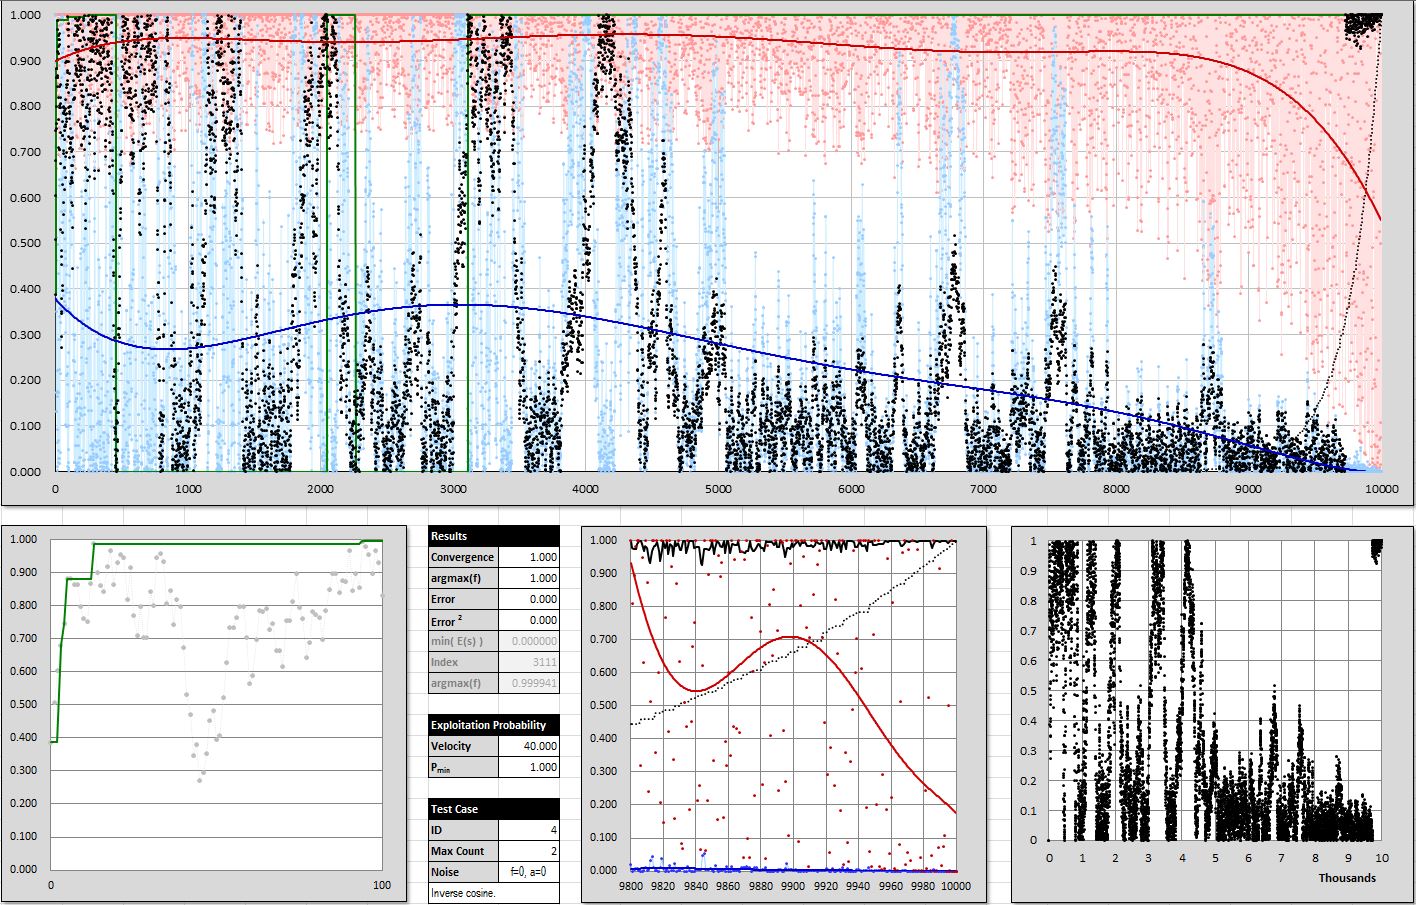 1.000
0.900
0.800
0.700
0.600
0.500
0.400
0.300
0.200
0.100
0.000
0 1000 2000 3000 4000 5000 6000 7000 8000 9000 10000
1.000
0.900
0.800
0.700
0.600
0.500
0.400
0.300
0.200
0.100
0.000
0 100
Results
Convergence 1.000
argmax(f) 1.000
Error 0.000
Error ² 0.000
min( E(s) ) 0.000000
Index 3111
argmax(f) 0.999941
Exploitation Probability
Velocity 40.000
Pmin 1.000
Test Case
ID 4
Max Count 2
Noise f=0, a=0
Inverse cosine.
1.000
0.900
0.800
0.700
0.600
0.500
0.400
0.300
0.200
0.100
0.000
9800 9820 9840 9860 9880 9900 9920 9940 9960 9980 10000
1
0.9
0.8
0.7
0.6
0.5
0.4
0.3
0.2
0.1
0
0 1 2 3 4 5 6 7 8 9 10
Thousands